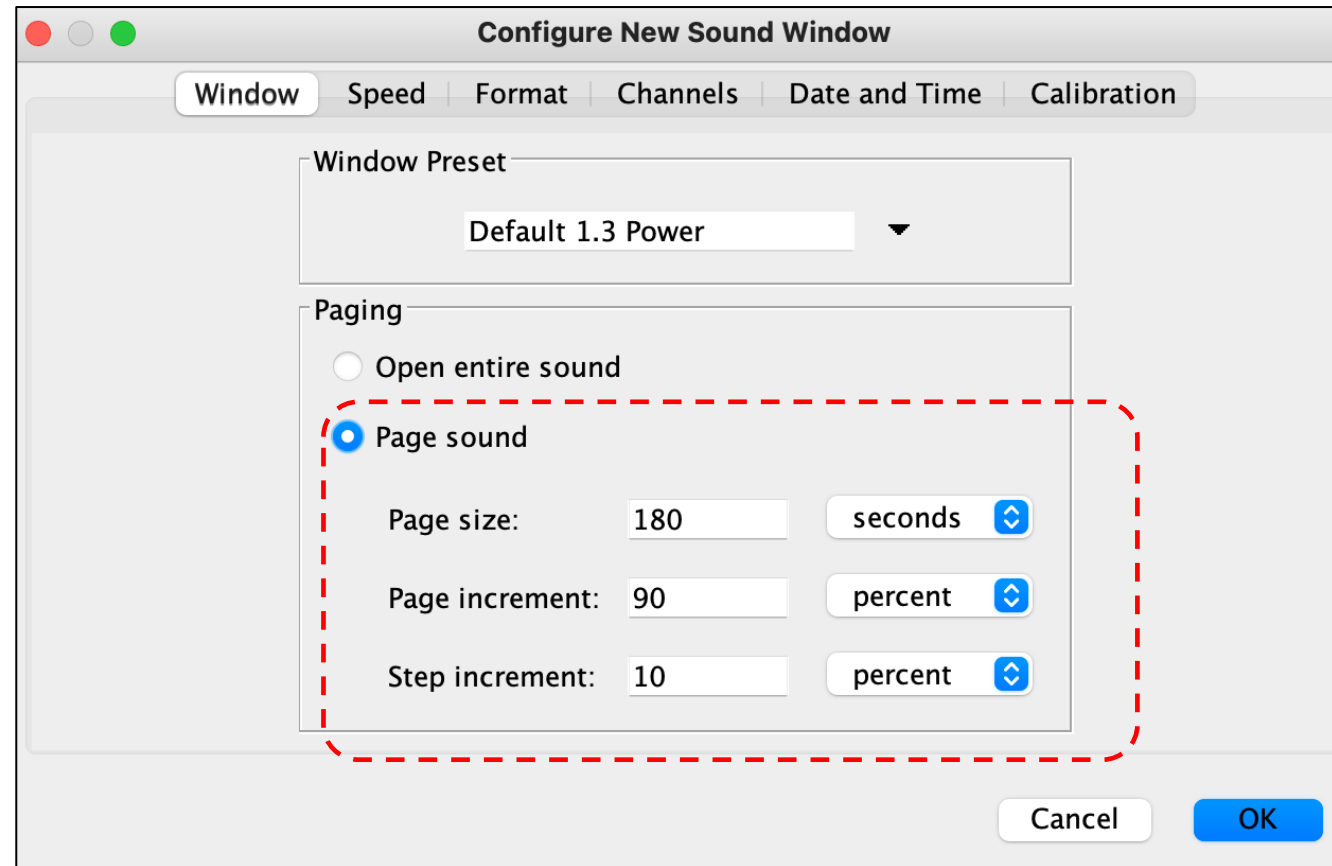 Configure New Sound Window
Window Speed Format Channels Date and Time Calibration
Window Preset
Default 1.3 Power
Paging
Open entire sound
Page sound
Page size: 180 seconds
Page increment: 90 percent
Step increment: 10 percent
Cancel OK